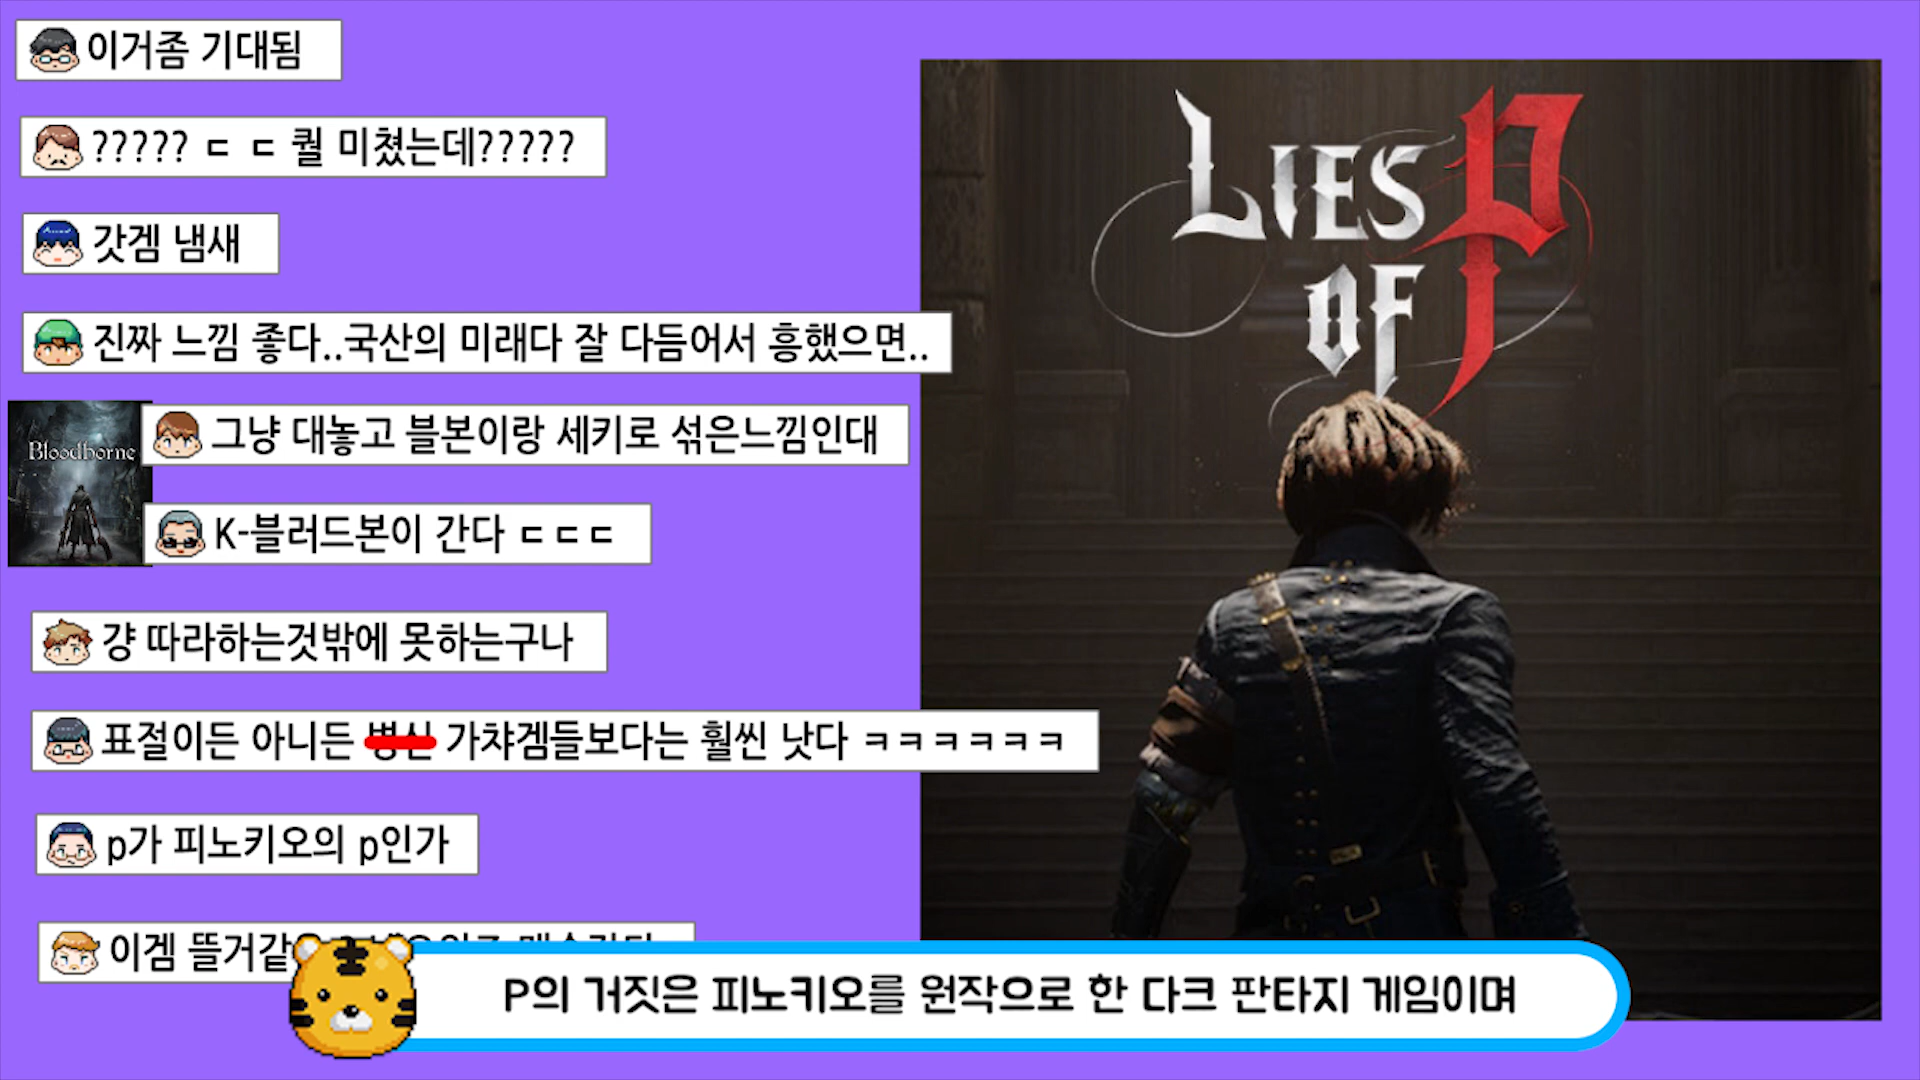 이거좀 기대됨
????? ㄷ ㄷ 퀄 미쳤는데?????
갓겜 냄새
진짜 느낌 좋다..국산의 미래다 잘 다듬어서 흥했으면..
Bloodborne
그냥 대놓고 블본이랑 세키로 섞은느낌인대
K-블러드본이 간다 ㄷㄷㄷ
걍 따라하는것밖에 못하는구나
표절이든 아니든 병신 가챠겜들보다는 훨씬 낫다 ㅋㅋㅋㅋㅋㅋ
p가 피노키오의 p인가
이겜 뜰거같
LIES
OF
P
P의 거짓은 피노키오를 원작으로 한 다크 판타지 게임이며